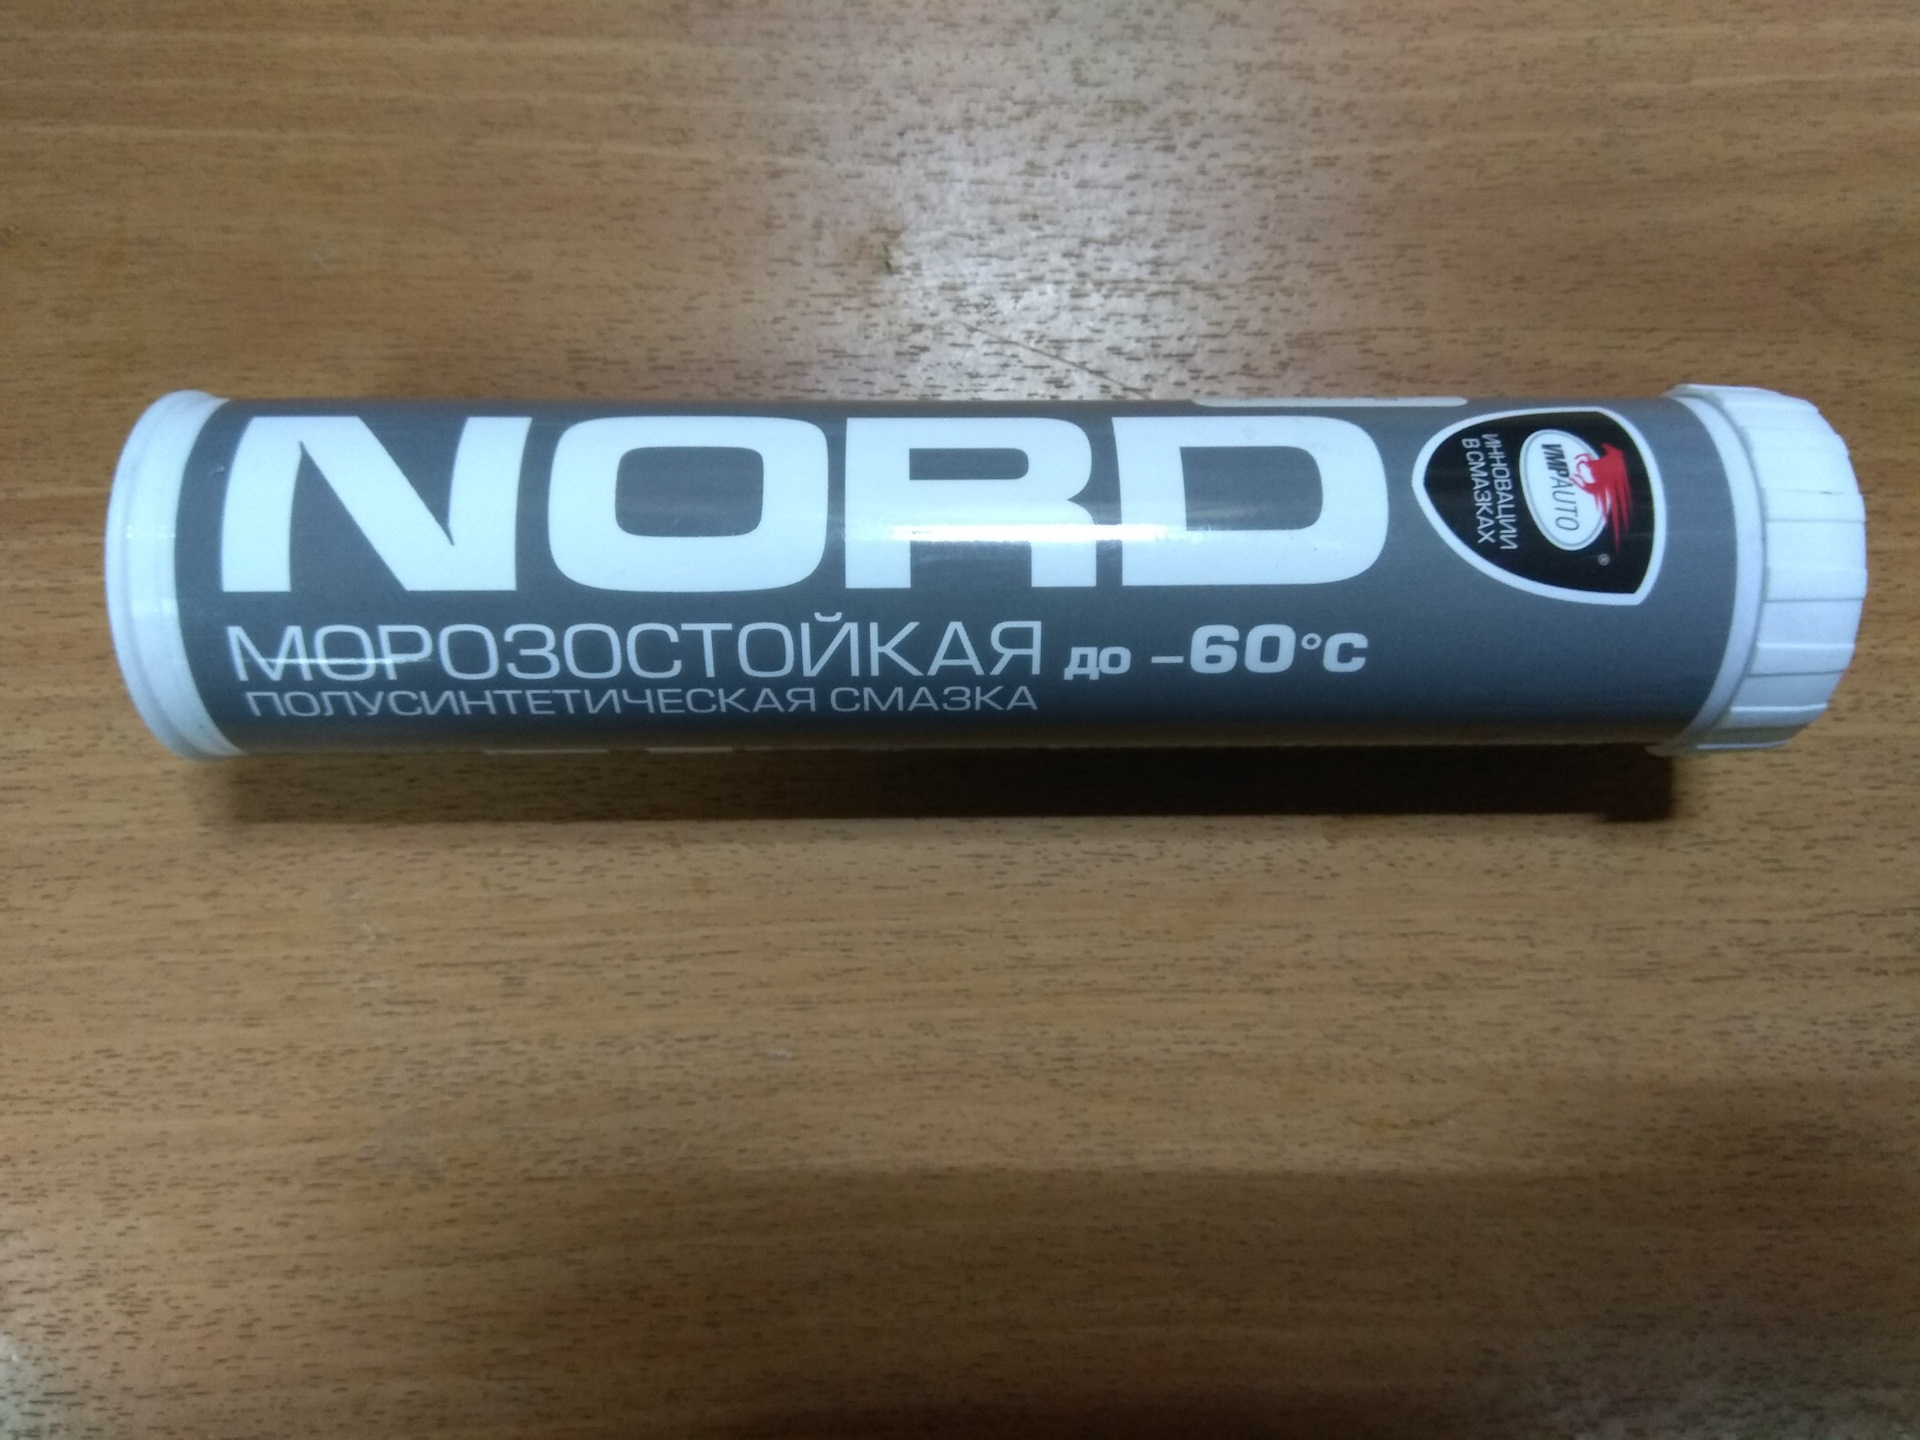 NORD
МОРОЗОСТОЙКАЯ до –60°C
ПОЛУСИНТЕТИЧЕСКАЯ СМАЗКА
VMPAUTO
®
ИННОВАЦИИ
В СМАЗКАХ